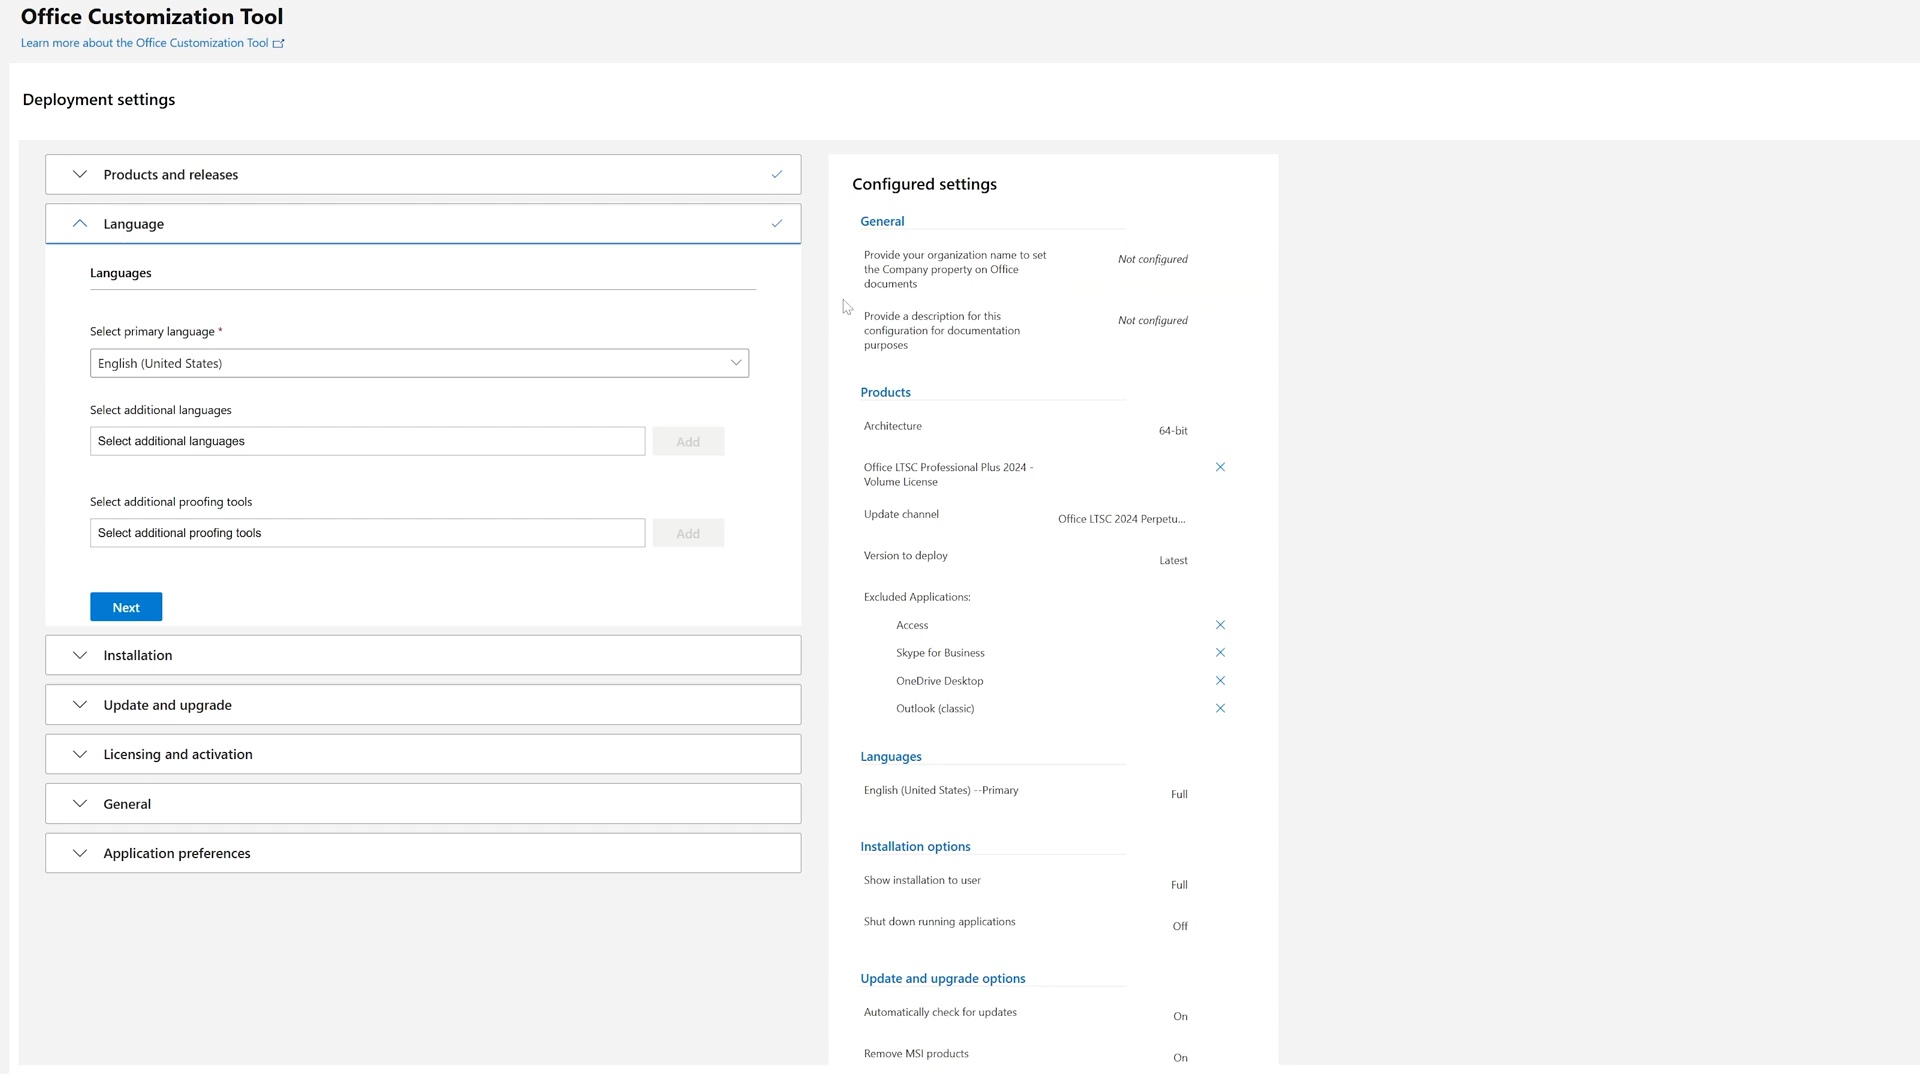 Office Customization Tool
Learn more about the Office Customization Tool
Deployment settings
Products and releases
Language
Languages
Select primary language *
English (United States)
Select additional languages
Select additional languages
Add
Select additional proofing tools
Select additional proofing tools
Add
Next
Installation
Update and upgrade
Licensing and activation
General
Application preferences
Configured settings
General
Provide your organization name to set
the Company property on Office
documents
Not configured
Provide a description for this
configuration for documentation
purposes
Not configured
Products
Architecture
64-bit
Office LTSC Professional Plus 2024 -
Volume License
Update channel
Office LTSC 2024 Perpetu...
Version to deploy
Latest
Excluded Applications:
Access
Skype for Business
OneDrive Desktop
Outlook (classic)
Languages
English (United States) --Primary
Full
Installation options
Show installation to user
Full
Shut down running applications
Off
Update and upgrade options
Automatically check for updates
On
Remove MSI products
On